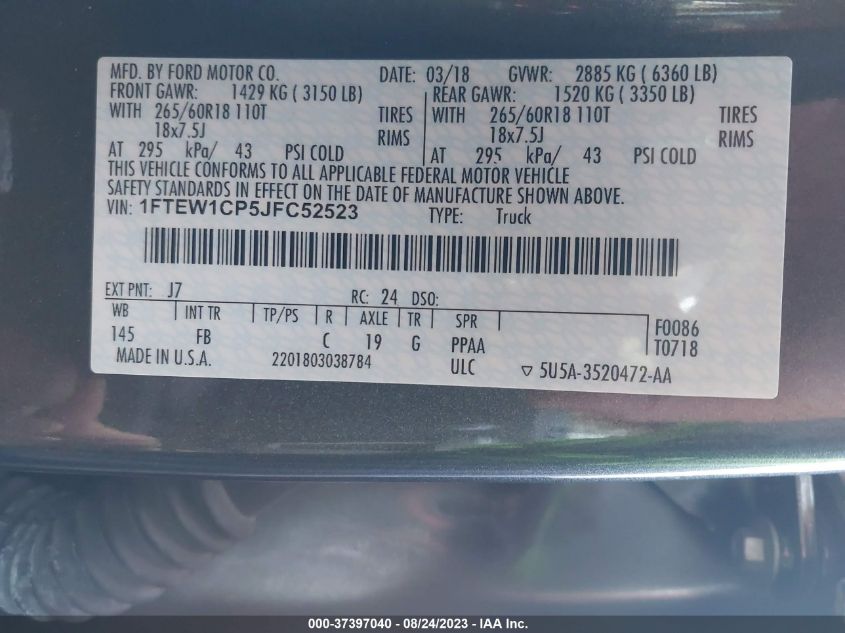 MFD. BY FORD MOTOR CO. DATE: 03/18 GVWR: 2885 KG ( 6360 LB)
FRONT GAWR: 1429 KG ( 3150 LB) REAR GAWR: 1520 KG ( 3350 LB)
WITH 265/60R18 110T TIRES WITH 265/60R18 110T TIRES
18x7.5J RIMS 18x7.5J RIMS
AT 295 kPa/ 43 PSI COLD AT 295 kPa/ 43 PSI COLD
THIS VEHICLE CONFORMS TO ALL APPLICABLE FEDERAL MOTOR VEHICLE
SAFETY STANDARDS IN EFFECT ON THE DATE OF MANUFACTURE SHOWN ABOVE.
VIN: 1FTEW1CP5JFC52523 TYPE: Truck
EXT PNT: J7 RC: 24 DSO:
WB INT TR TP/PS R AXLE TR SPR F0086
145 FB C 19 G PPAA T0718
MADE IN U.S.A. 2201803038784 ULC ▽ 5U5A-3520472-AA
000-37397040 - 08/24/2023 - IAA Inc.